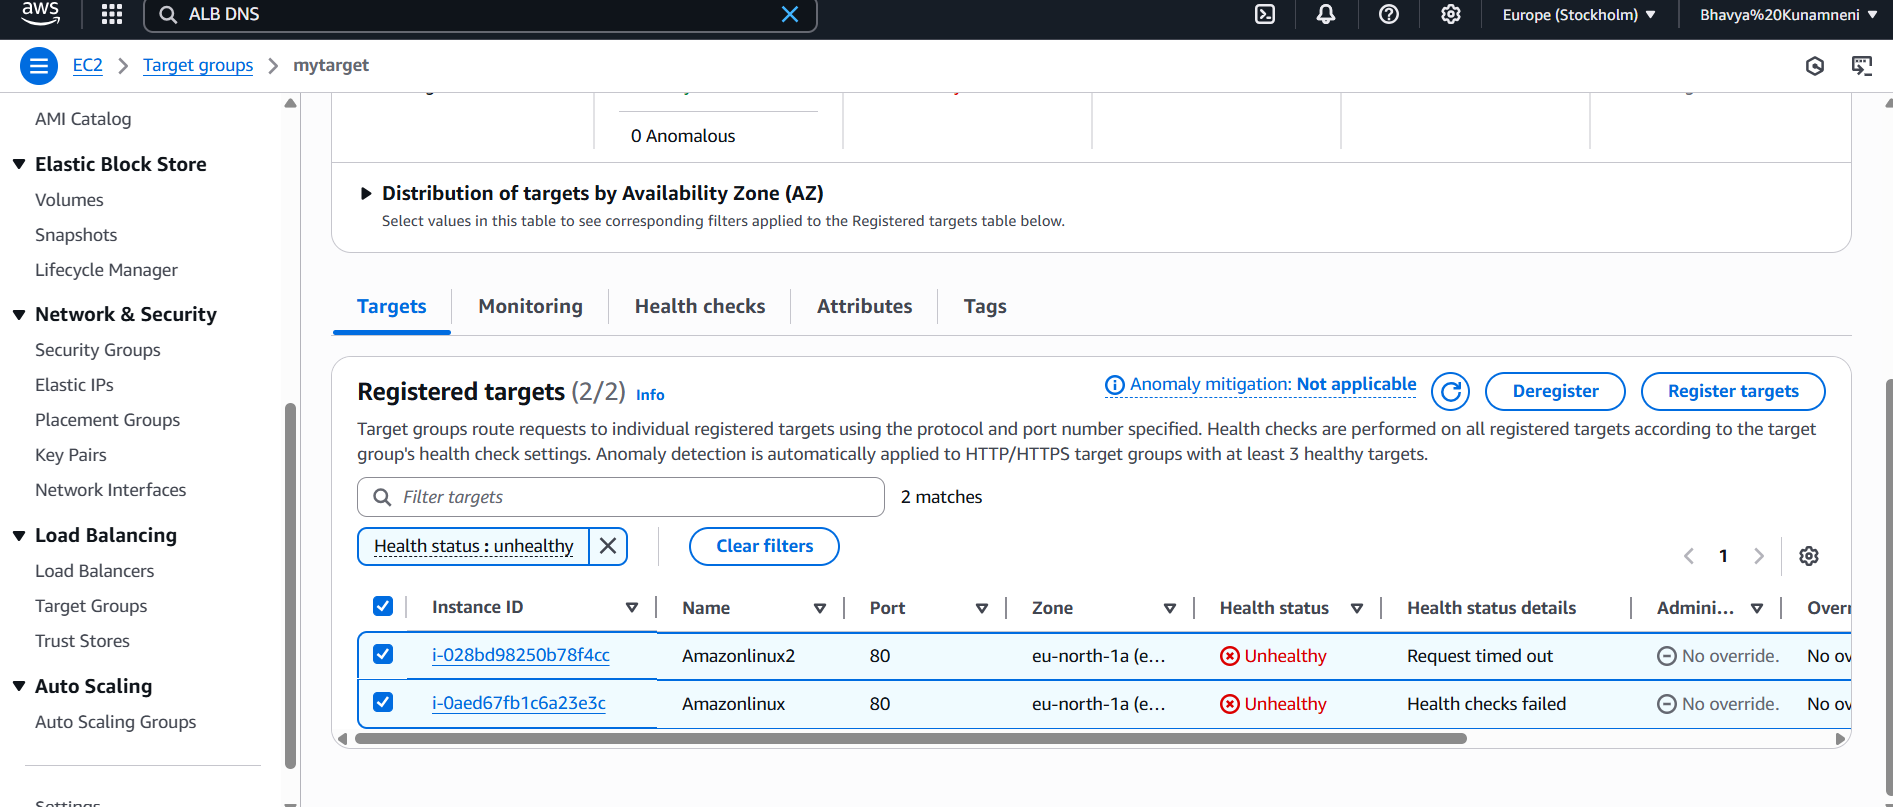 aws
ALB DNS
Europe (Stockholm)
Bhavya%20Kunamneni
EC2
Target groups
mytarget
AMI Catalog
Elastic Block Store
Volumes
Snapshots
Lifecycle Manager
Network & Security
Security Groups
Elastic IPs
Placement Groups
Key Pairs
Network Interfaces
Load Balancing
Load Balancers
Target Groups
Trust Stores
Auto Scaling
Auto Scaling Groups
Settings
0 Anomalous
Distribution of targets by Availability Zone (AZ)
Select values in this table to see corresponding filters applied to the Registered targets table below.
Targets Monitoring Health checks Attributes Tags
Registered targets (2/2) Info
Anomaly mitigation: Not applicable
Deregister
Register targets
Target groups route requests to individual registered targets using the protocol and port number specified. Health checks are performed on all registered targets according to the target
group's health check settings. Anomaly detection is automatically applied to HTTP/HTTPS target groups with at least 3 healthy targets.
Filter targets
2 matches
Health status : unhealthy
Clear filters
1
Instance ID Name Port Zone Health status Health status details Admini... Overr
i-028bd98250b78f4cc Amazonlinux2 80 eu-north-1a (e... Unhealthy Request timed out No override. No ov
i-0aed67fb1c6a23e3c Amazonlinux 80 eu-north-1a (e... Unhealthy Health checks failed No override. No ov